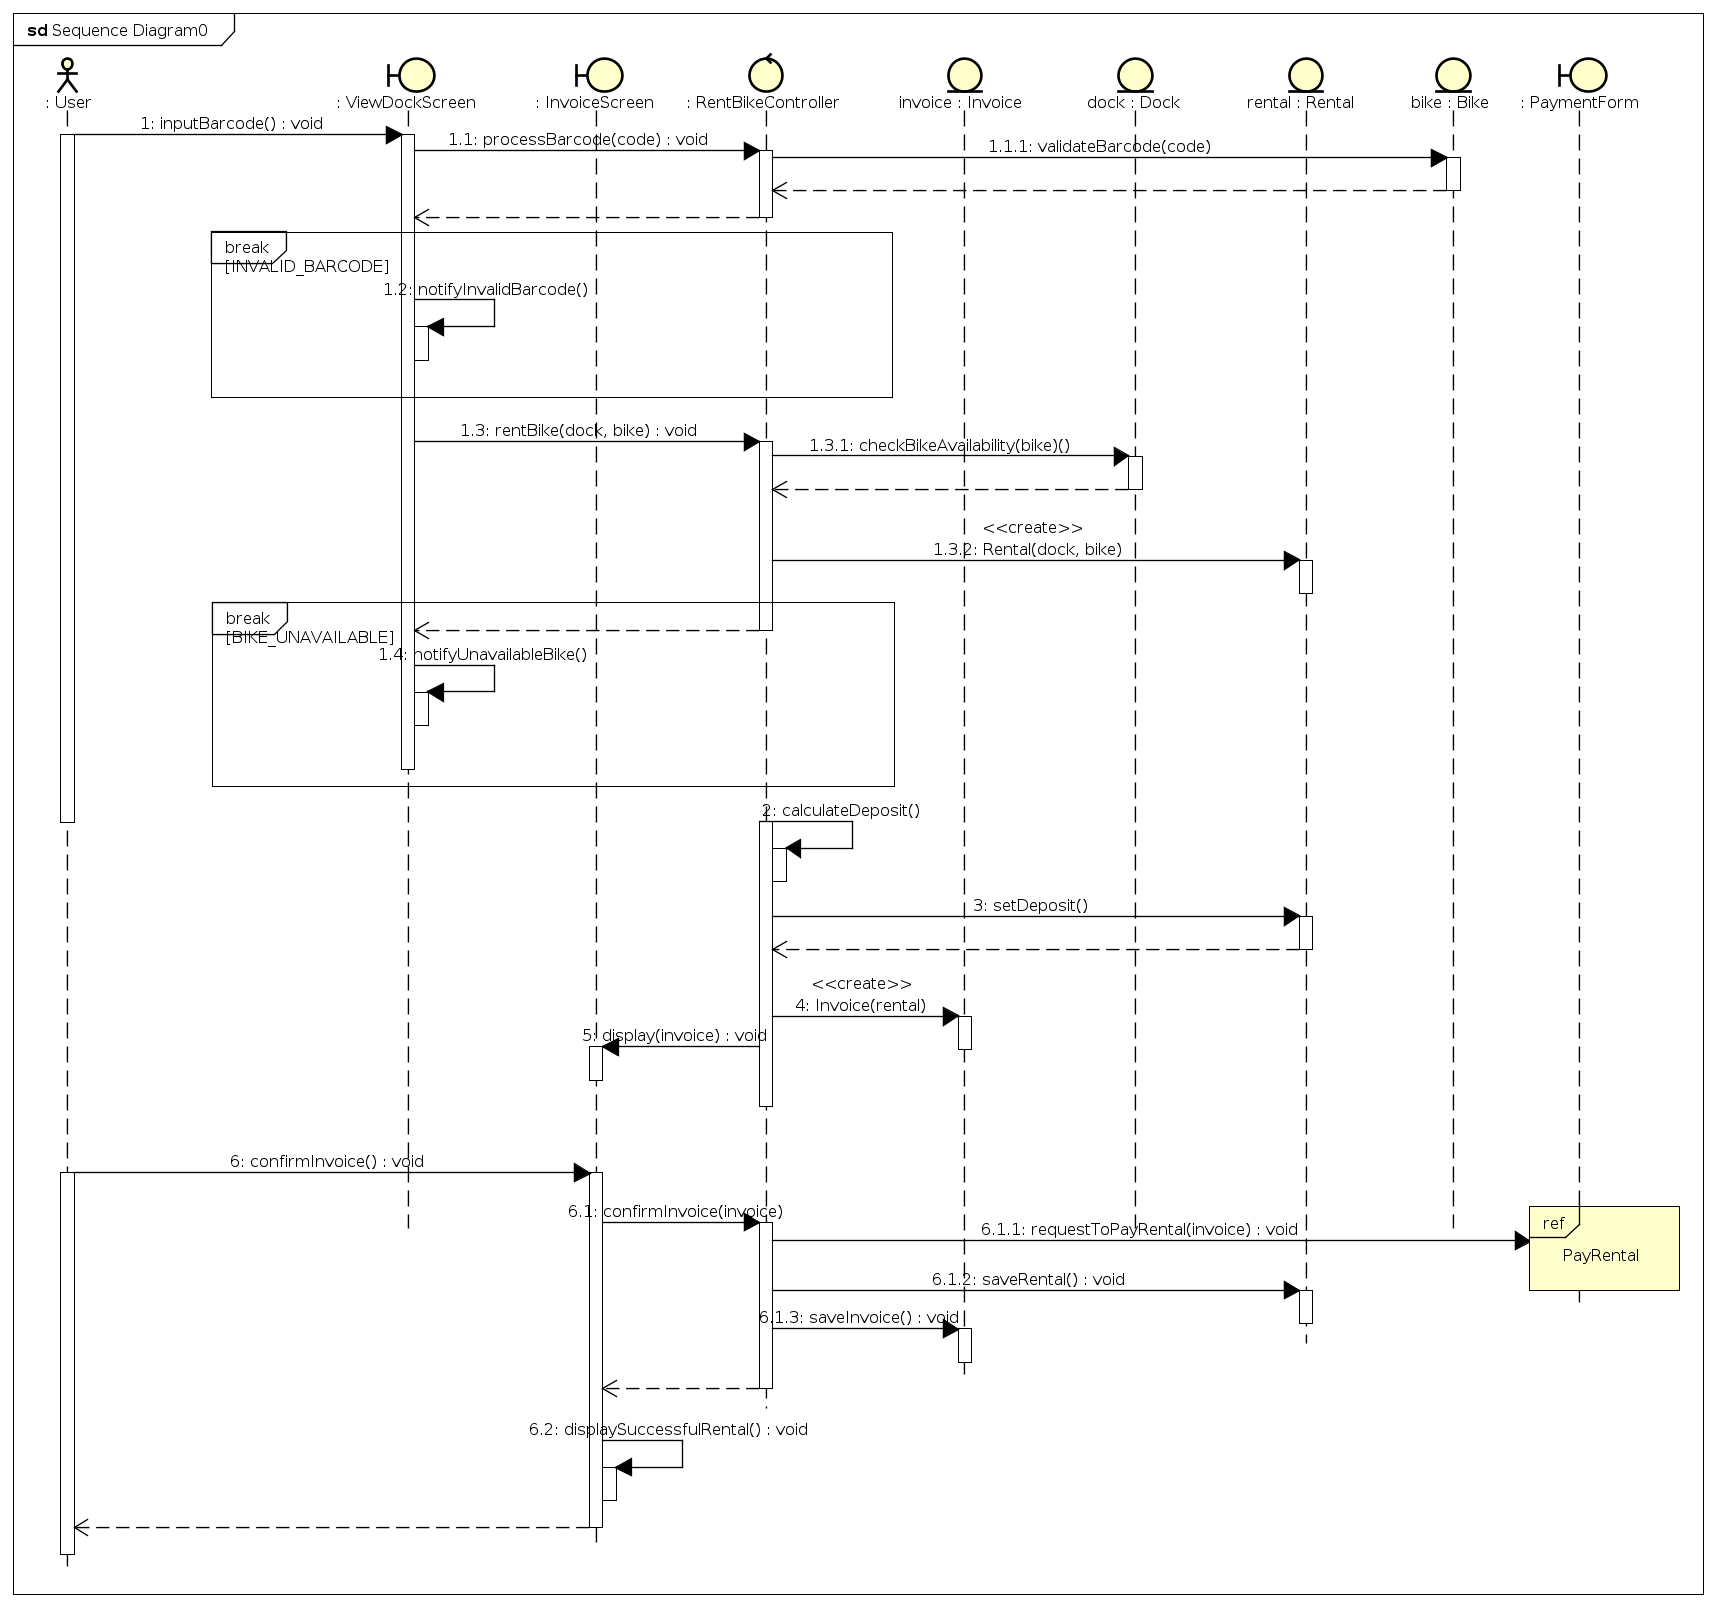 sd Sequence Diagram0
: User
: ViewDockScreen
: InvoiceScreen
: RentBikeController
invoice : Invoice
dock : Dock
rental : Rental
bike : Bike
: PaymentForm
1: inputBarcode() : void
1.1: processBarcode(code) : void
1.1.1: validateBarcode(code)
break
[INVALID_BARCODE]
1.2: notifyInvalidBarcode()
1.3: rentBike(dock, bike) : void
1.3.1: checkBikeAvailability(bike)()
<<create>>
1.3.2: Rental(dock, bike)
break
[BIKE_UNAVAILABLE]
1.4: notifyUnavailableBike()
2: calculateDeposit()
3: setDeposit()
<<create>>
4: Invoice(rental)
5: display(invoice) : void
6: confirmInvoice() : void
6.1: confirmInvoice(invoice)
6.1.1: requestToPayRental(invoice) : void
ref
PayRental
6.1.2: saveRental() : void
6.1.3: saveInvoice() : void
6.2: displaySuccessfulRental() : void